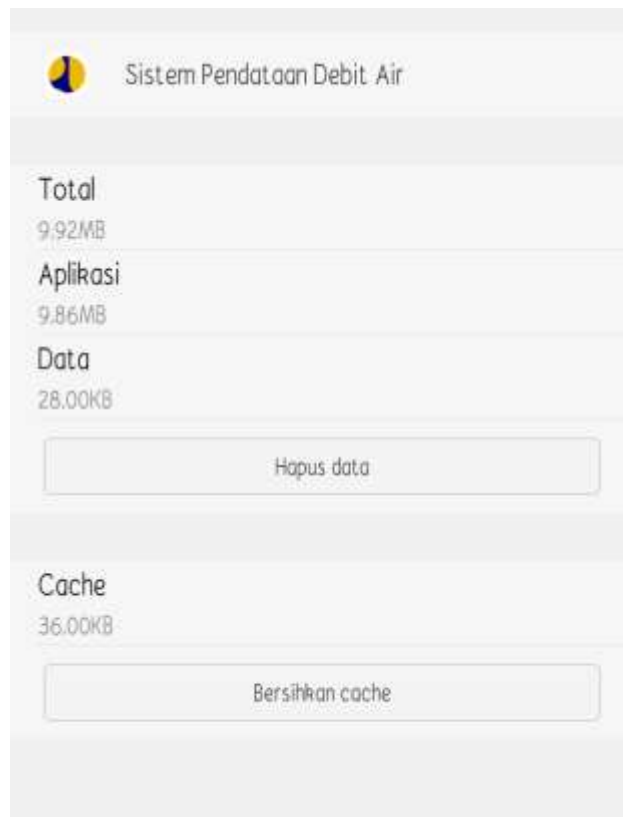 Sistem Pendataan Debit Air
Total
9.92MB
Aplikasi
9.86MB
Data
28.00KB
Hapus data
Cache
36.00KB
Bersihkan cache